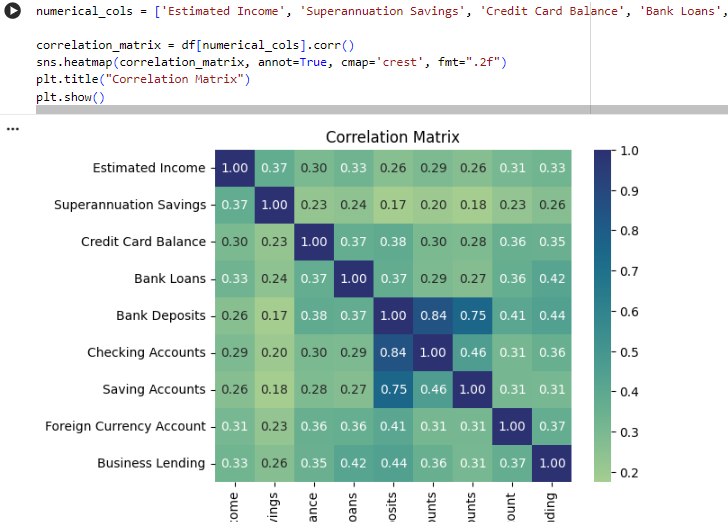 numerical_cols = ['Estimated Income', 'Superannuation Savings', 'Credit Card Balance', 'Bank Loans',
correlation_matrix = df[numerical_cols].corr()
sns.heatmap(correlation_matrix, annot=True, cmap='crest', fmt=".2f")
plt.title("Correlation Matrix")
plt.show()
...
Correlation Matrix
Estimated Income 1.00 0.37 0.30 0.33 0.26 0.29 0.26 0.31 0.33
Superannuation Savings 0.37 1.00 0.23 0.24 0.17 0.20 0.18 0.23 0.26
Credit Card Balance 0.30 0.23 1.00 0.37 0.38 0.30 0.28 0.36 0.35
Bank Loans 0.33 0.24 0.37 1.00 0.37 0.29 0.27 0.36 0.42
Bank Deposits 0.26 0.17 0.38 0.37 1.00 0.84 0.75 0.41 0.44
Checking Accounts 0.29 0.20 0.30 0.29 0.84 1.00 0.46 0.31 0.36
Saving Accounts 0.26 0.18 0.28 0.27 0.75 0.46 1.00 0.31 0.31
Foreign Currency Account 0.31 0.23 0.36 0.36 0.41 0.31 0.31 1.00 0.37
Business Lending 0.33 0.26 0.35 0.42 0.44 0.36 0.31 0.37 1.00
1.0
0.9
0.8
0.7
0.6
0.5
0.4
0.3
0.2